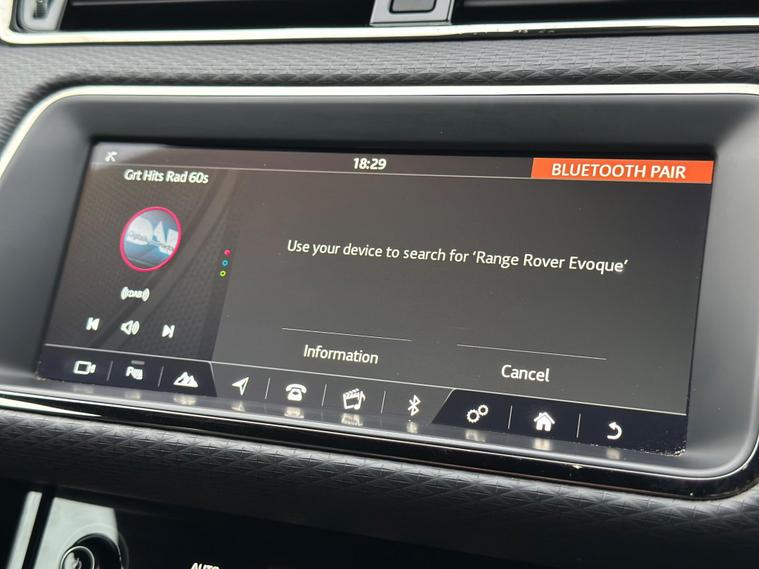 18:29
BLUETOOTH PAIR
Grt Hits Rad 60s
Use your device to search for ‘Range Rover Evoque’
DAB
Information
Cancel
AUTO